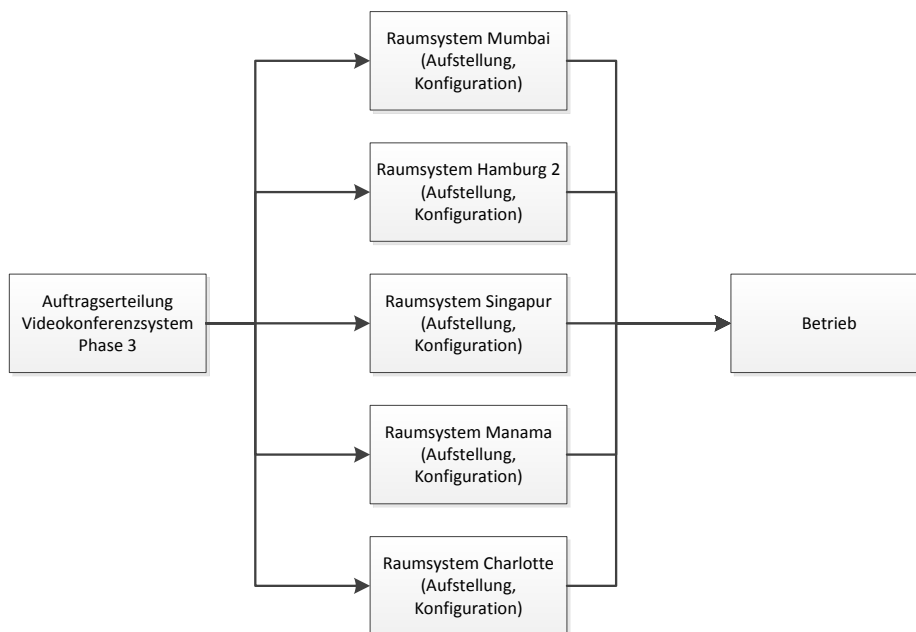 Raumsystem Mumbai
(Aufstellung,
Konfiguration)
Raumsystem Hamburg 2
(Aufstellung,
Konfiguration)
Auftragserteilung
Videokonferenzsystem
Phase 3
Raumsystem Singapur
(Aufstellung,
Konfiguration)
Betrieb
Raumsystem Manama
(Aufstellung,
Konfiguration)
Raumsystem Charlotte
(Aufstellung,
Konfiguration)